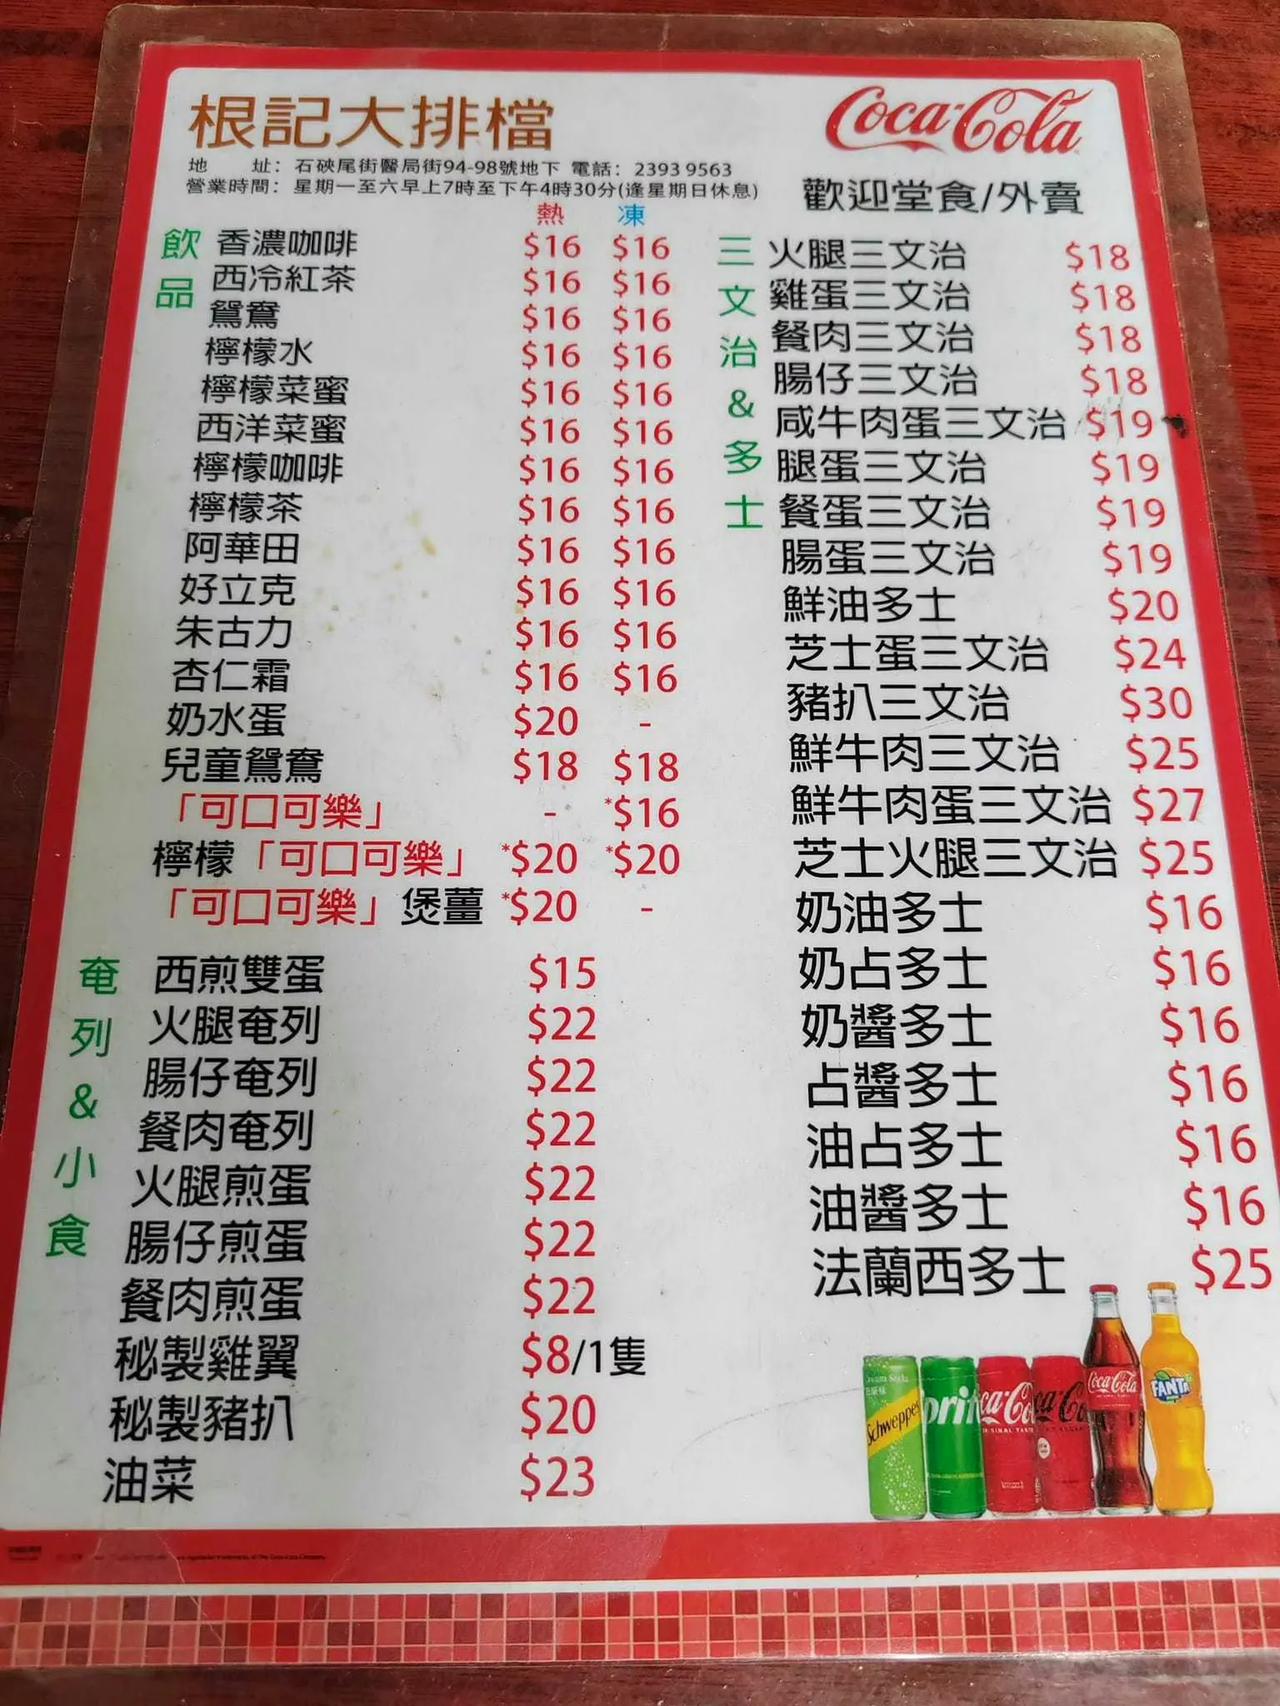 根記大排檔
Coca-Cola
地 址：石硤尾街醫局街94-98號地下 電話：2393 9563
營業時間：星期一至六早上7時至下午4時30分(逢星期日休息)
歡迎堂食/外賣
熱 凍
飲品
香濃咖啡 $16 $16
西冷紅茶 $16 $16
鴛鴦 $16 $16
檸檬水 $16 $16
檸檬菜蜜 $16 $16
西洋菜蜜 $16 $16
檸檬咖啡 $16 $16
檸檬茶 $16 $16
阿華田 $16 $16
好立克 $16 $16
朱古力 $16 $16
杏仁霜 $16 $16
奶水蛋 $20 -
兒童鴛鴦 $18 $18
「可口可樂」 - *$16
檸檬「可口可樂」 *$20 *$20
「可口可樂」煲薑 *$20 -
奄列&小食
西煎雙蛋 $15
火腿奄列 $22
腸仔奄列 $22
餐肉奄列 $22
火腿煎蛋 $22
腸仔煎蛋 $22
餐肉煎蛋 $22
秘製雞翼 $8/1隻
秘製豬扒 $20
油菜 $23
三文治&多士
火腿三文治 $18
雞蛋三文治 $18
餐肉三文治 $18
腸仔三文治 $18
咸牛肉蛋三文治 $19
腿蛋三文治 $19
餐蛋三文治 $19
腸蛋三文治 $19
鮮油多士 $20
芝士蛋三文治 $24
豬扒三文治 $30
鮮牛肉三文治 $25
鮮牛肉蛋三文治 $27
芝士火腿三文治 $25
奶油多士 $16
奶占多士 $16
奶醬多士 $16
占醬多士 $16
油占多士 $16
油醬多士 $16
法蘭西多士 $25
Schweppes
Coca-Cola
FANTA